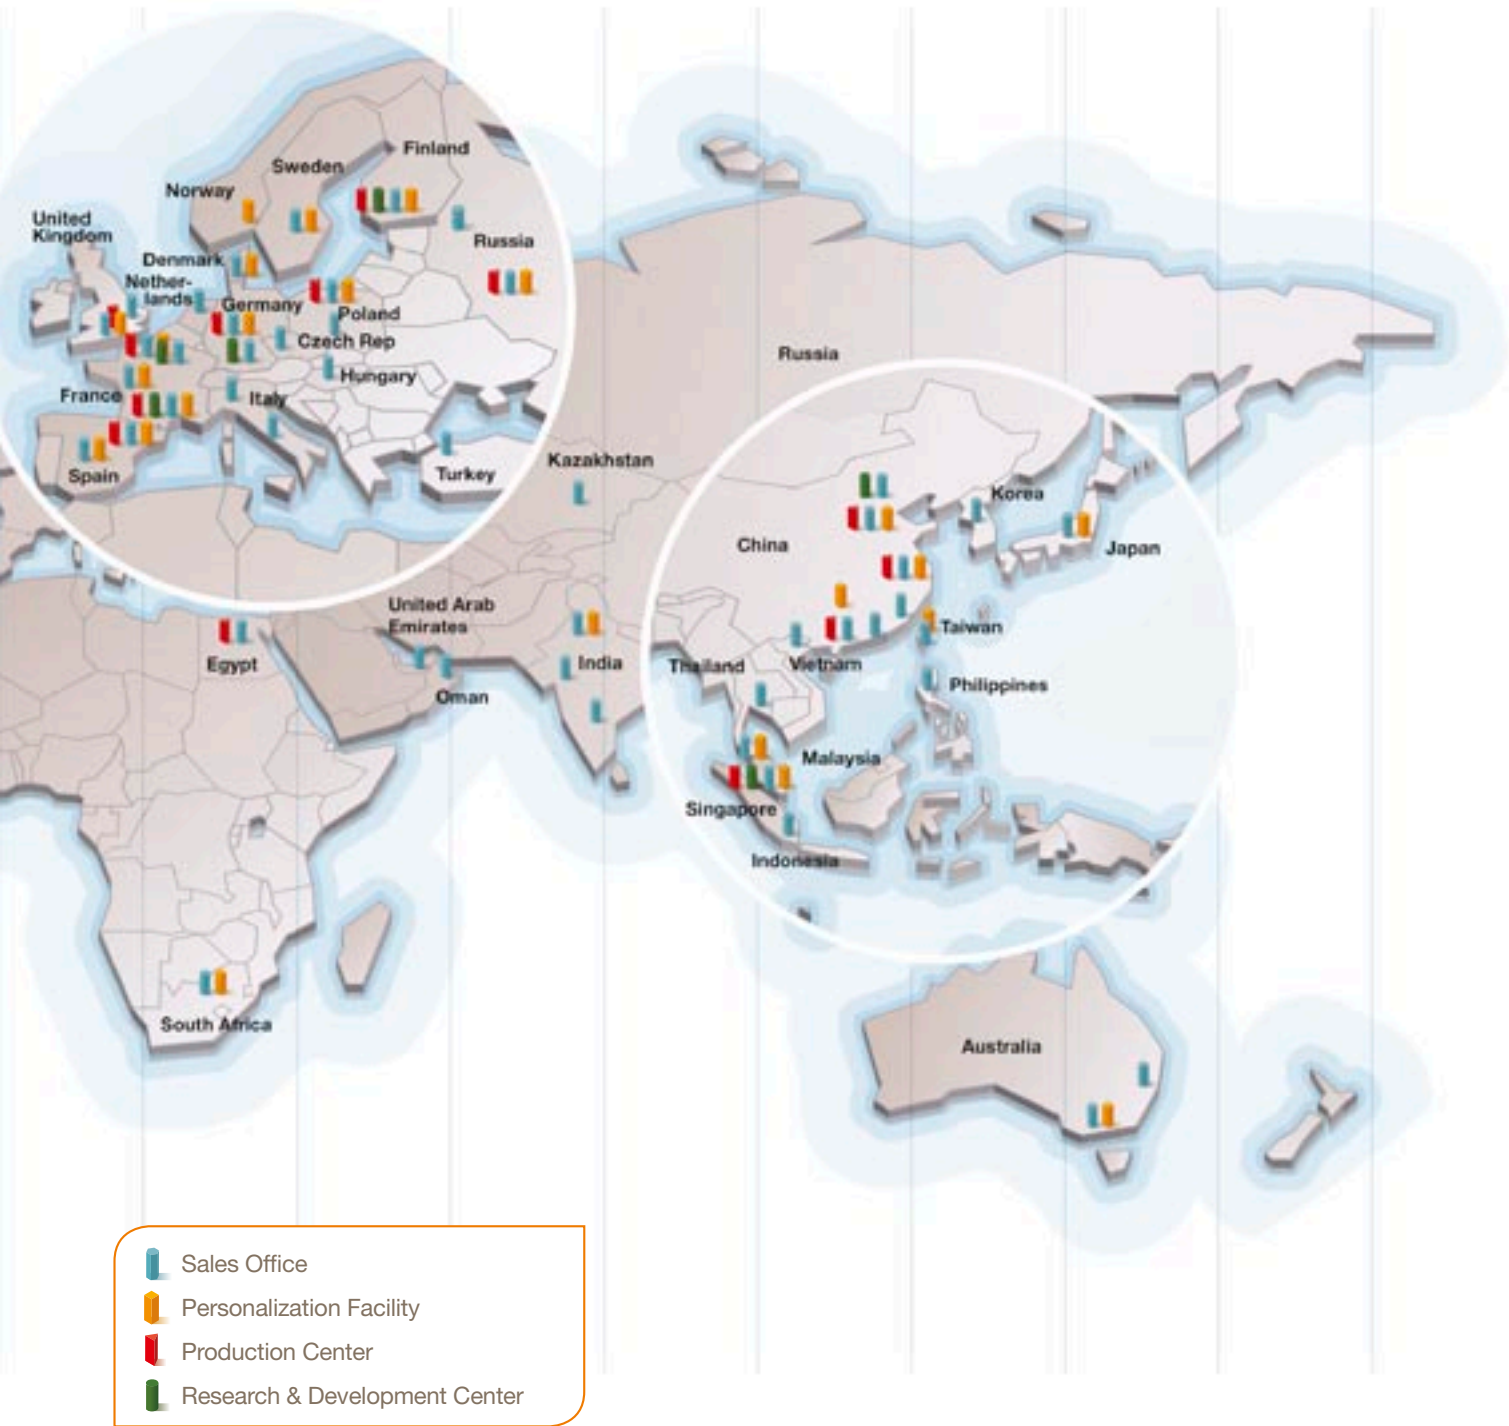 Finland
Sweden
Norway
United
Kingdom
Russia
Denmark
Nether-
lands
Germany
Poland
Czech Rep
Hungary
France
Italy
Spain
Turkey
Russia
Kazakhstan
Korea
China
Japan
United Arab
Emirates
Taiwan
Egypt
India
Thailand
Vietnam
Oman
Philippines
Malaysia
Singapore
Indonesia
South Africa
Australia
Sales Office
Personalization Facility
Production Center
Research & Development Center